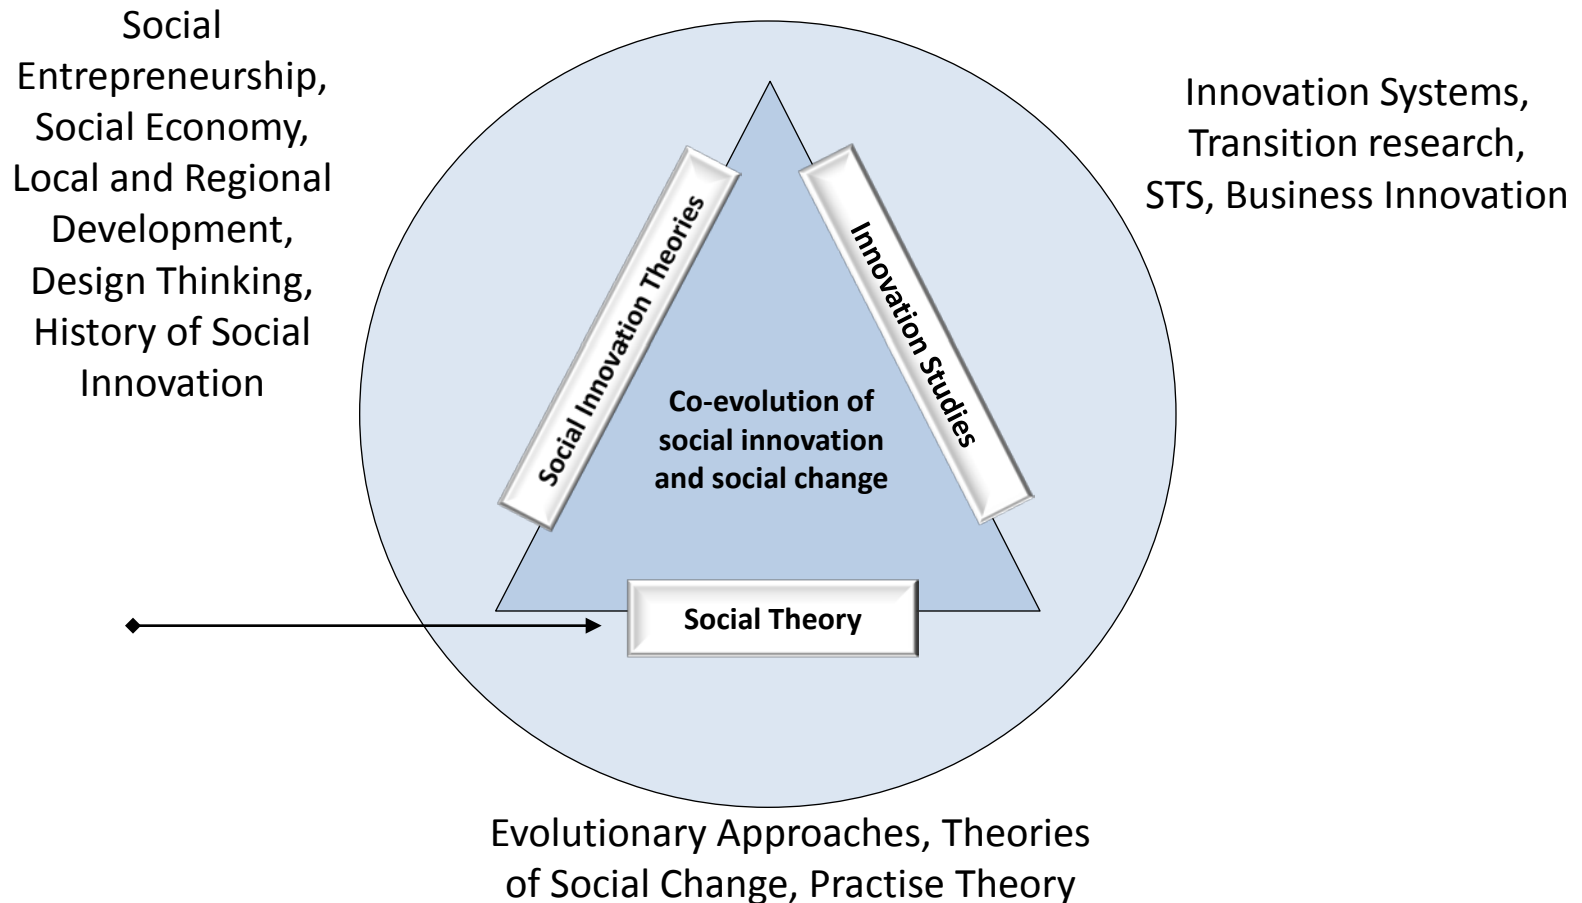 Social
Entrepreneurship,
Social Economy,
Local and Regional
Development,
Design Thinking,
History of Social
Innovation
Innovation Systems,
Transition research,
STS, Business Innovation
Social Innovation Theories
Innovation Studies
Co-evolution of
social innovation
and social change
Social Theory
Evolutionary Approaches, Theories
of Social Change, Practise Theory